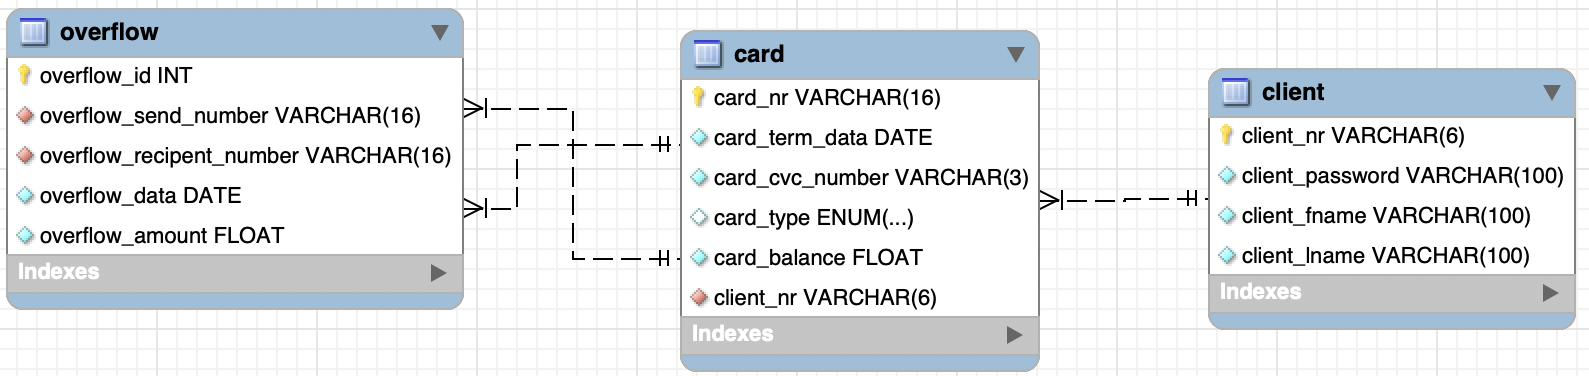 overflow
overflow_id INT
overflow_send_number VARCHAR(16)
overflow_recipent_number VARCHAR(16)
overflow_data DATE
overflow_amount FLOAT
Indexes
card
card_nr VARCHAR(16)
card_term_data DATE
card_cvc_number VARCHAR(3)
card_type ENUM(...)
card_balance FLOAT
client_nr VARCHAR(6)
Indexes
client
client_nr VARCHAR(6)
client_password VARCHAR(100)
client_fname VARCHAR(100)
client_lname VARCHAR(100)
Indexes